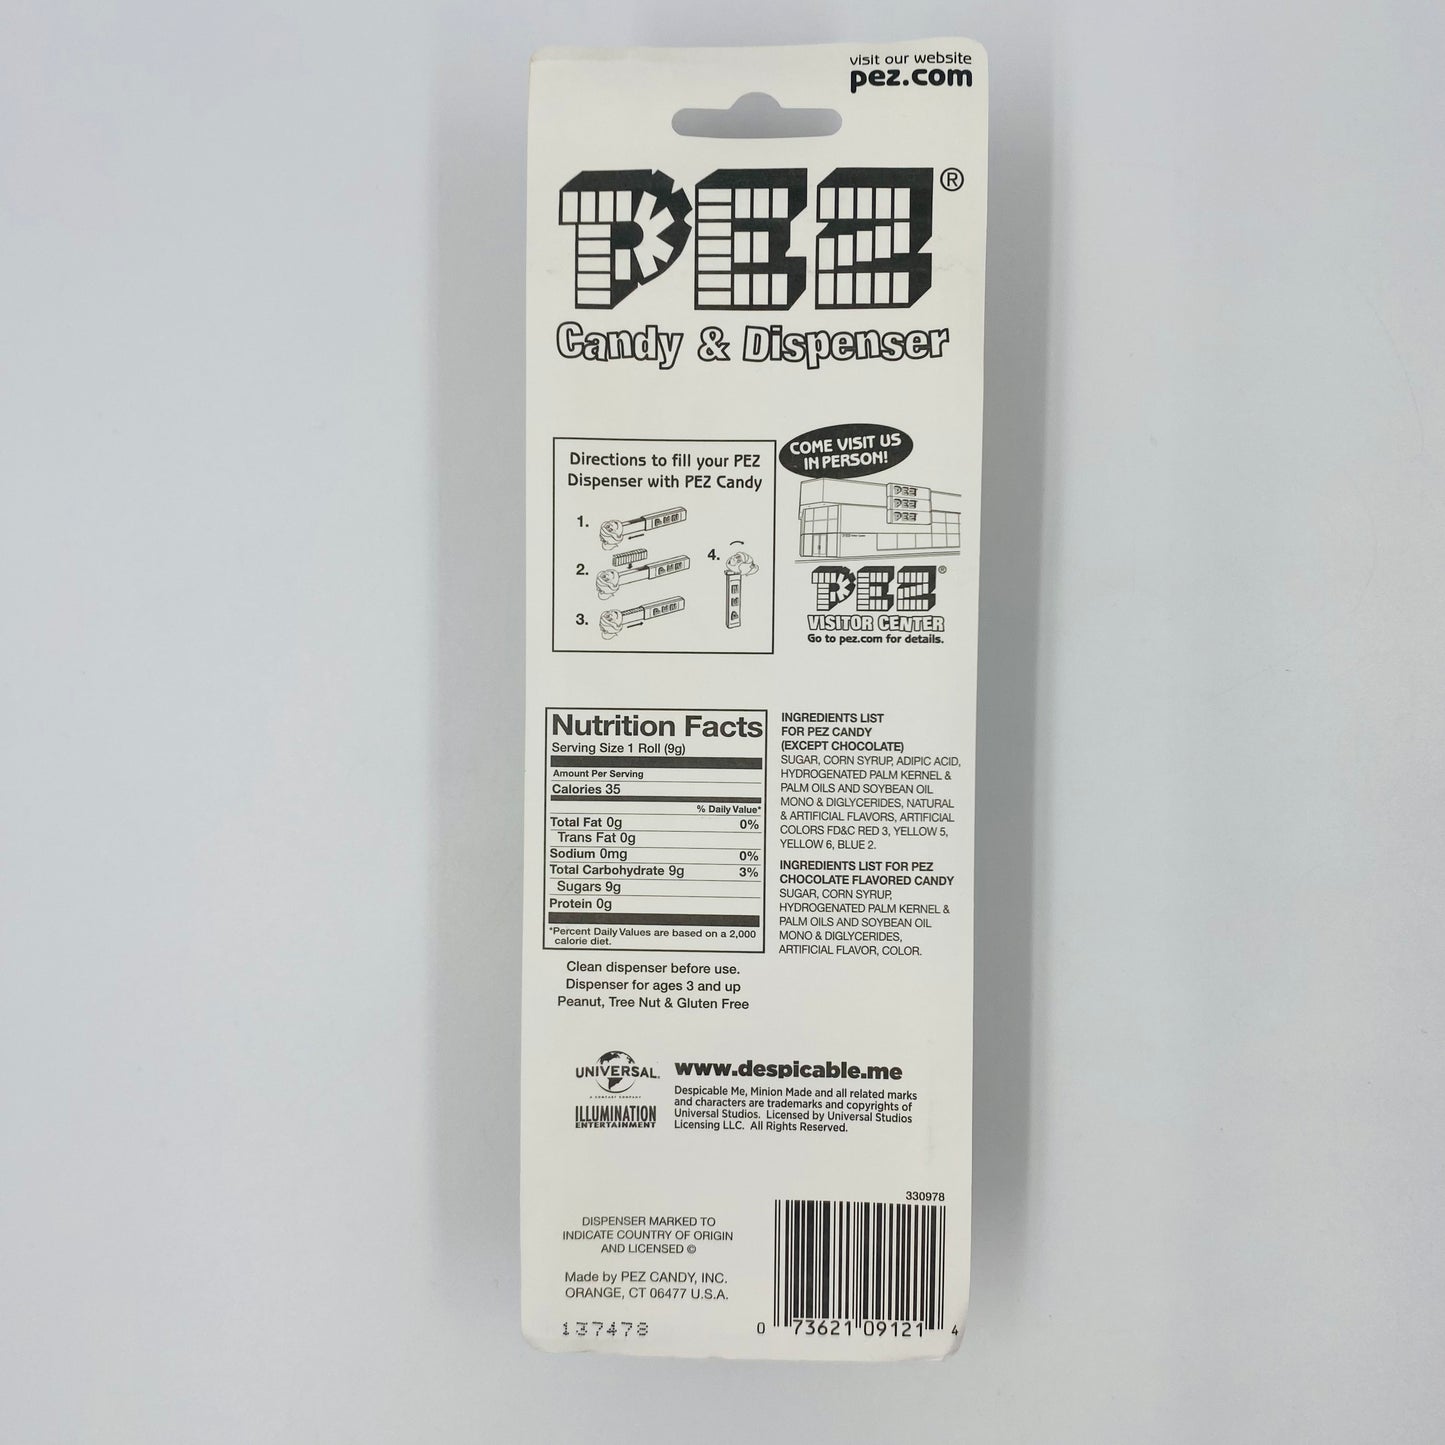 visit our website
pez.com
PEZ®
Candy & Dispenser
Directions to fill your PEZ
Dispenser with PEZ Candy
1.
2.
3.
4.
COME VISIT US
IN PERSON!
PEZ
PEZ
PEZ
PEZ®
VISITOR CENTER
Go to pez.com for details.
Nutrition Facts
Serving Size 1 Roll (9g)
Amount Per Serving
Calories 35
% Daily Value*
Total Fat 0g 0%
Trans Fat 0g
Sodium 0mg 0%
Total Carbohydrate 9g 3%
Sugars 9g
Protein 0g
*Percent Daily Values are based on a 2,000
calorie diet.
INGREDIENTS LIST
FOR PEZ CANDY
(EXCEPT CHOCOLATE)
SUGAR, CORN SYRUP, ADIPIC ACID,
HYDROGENATED PALM KERNEL &
PALM OILS AND SOYBEAN OIL
MONO & DIGLYCERIDES, NATURAL
& ARTIFICIAL FLAVORS, ARTIFICIAL
COLORS FD&C RED 3, YELLOW 5,
YELLOW 6, BLUE 2.
INGREDIENTS LIST FOR PEZ
CHOCOLATE FLAVORED CANDY
SUGAR, CORN SYRUP,
HYDROGENATED PALM KERNEL &
PALM OILS AND SOYBEAN OIL
MONO & DIGLYCERIDES,
ARTIFICIAL FLAVOR, COLOR.
Clean dispenser before use.
Dispenser for ages 3 and up
Peanut, Tree Nut & Gluten Free
UNIVERSAL
A COMCAST COMPANY
ILLUMINATION
ENTERTAINMENT
www.despicable.me
Despicable Me, Minion Made and all related marks
and characters are trademarks and copyrights of
Universal Studios. Licensed by Universal Studios
Licensing LLC. All Rights Reserved.
DISPENSER MARKED TO
INDICATE COUNTRY OF ORIGIN
AND LICENSED ©
Made by PEZ CANDY, INC.
ORANGE, CT 06477 U.S.A.
137478
330978
0 73621 09121 4